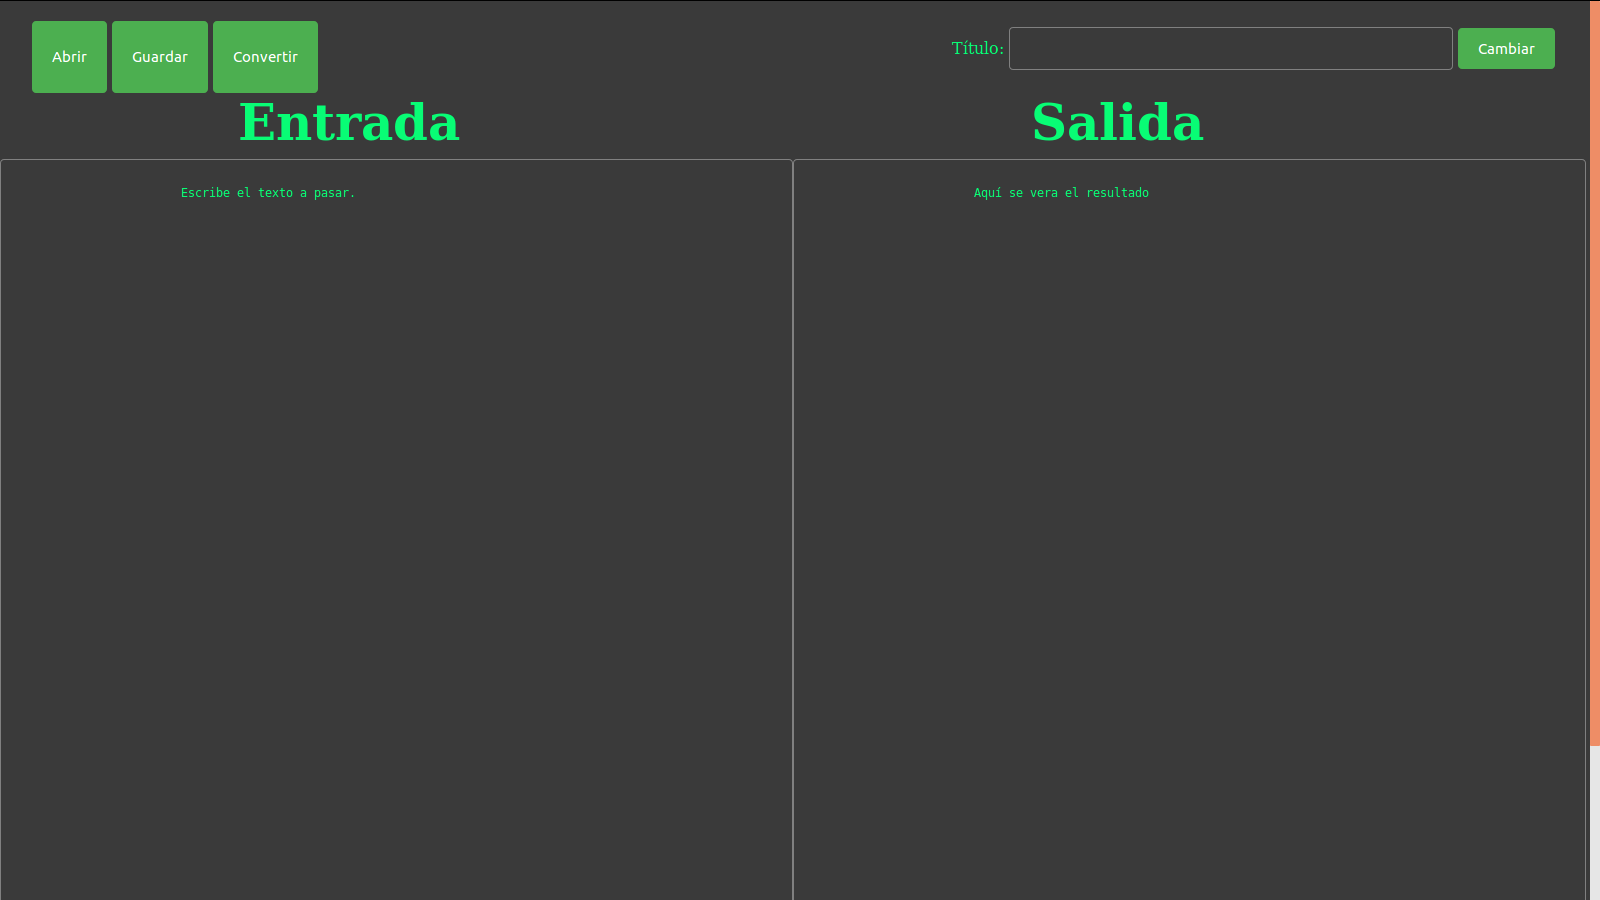 Abrir Guardar Convertir Título: Cambiar
Entrada Salida
Escribe el texto a pasar. Aquí se vera el resultado